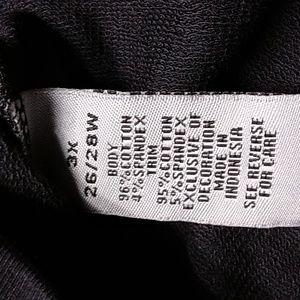 3X
26/28W
BODY
96%COTTON
4%SPANDEX
TRIM
95%COTTON
5%SPANDEX
EXCLUSIVE OF
DECORATION
MADE IN
INDONESIA
SEE REVERSE
FOR CARE